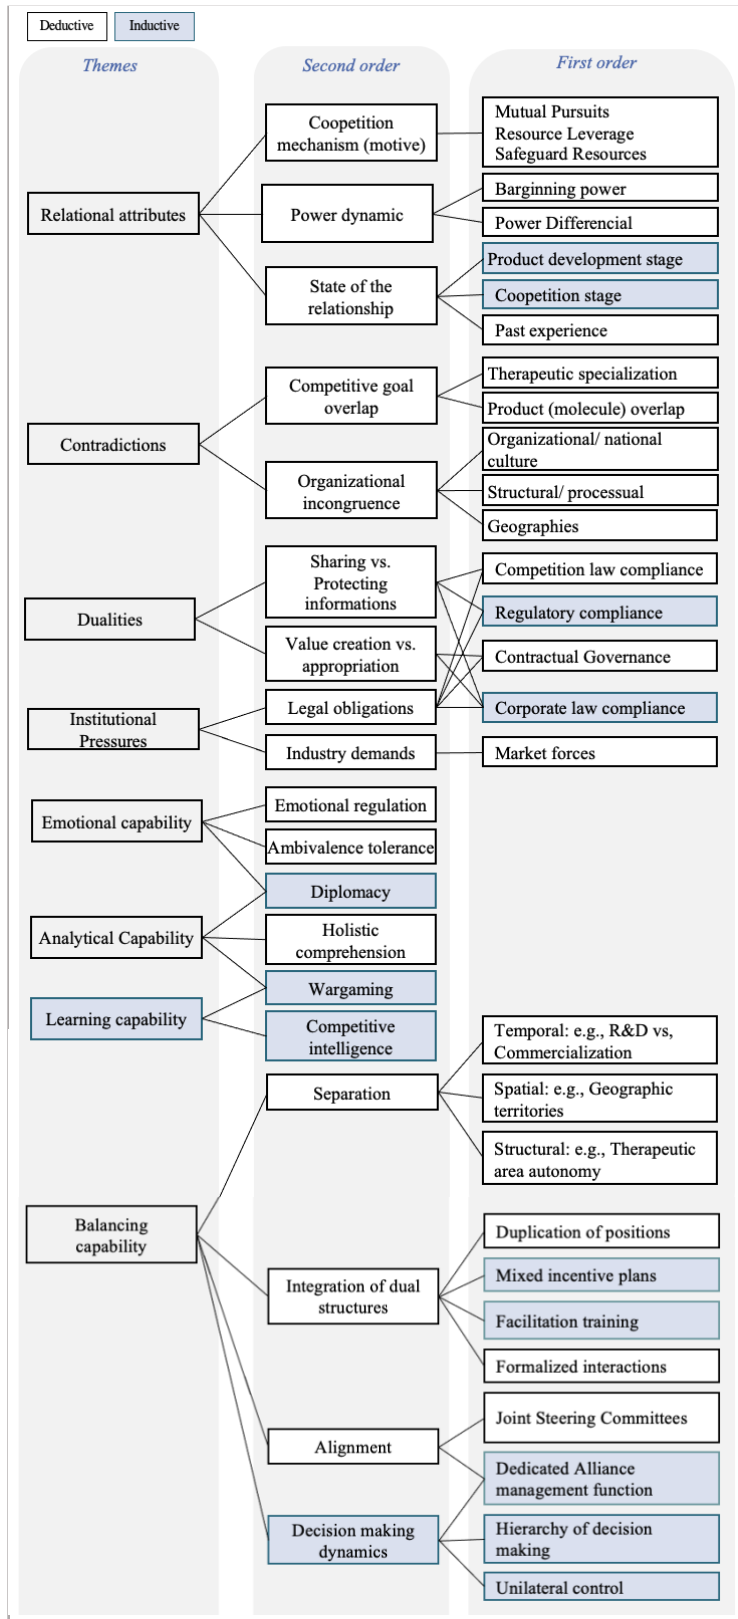 Deductive
Inductive
Themes
Second order
First order
Relational attributes
Coopetition
mechanism (motive)
Mutual Pursuits
Resource Leverage
Safeguard Resources
Power dynamic
Barginning power
Power Differencial
State of the
relationship
Product development stage
Coopetition stage
Past experience
Contradictions
Competitive goal
overlap
Therapeutic specialization
Product (molecule) overlap
Organizational
incongruence
Organizational/ national
culture
Structural/ processual
Geographies
Dualities
Sharing vs.
Protecting
informations
Value creation vs.
appropriation
Competition law compliance
Regulatory compliance
Contractual Governance
Corporate law compliance
Institutional
Pressures
Legal obligations
Industry demands
Market forces
Emotional capability
Emotional regulation
Ambivalence tolerance
Diplomacy
Analytical Capability
Holistic
comprehension
Wargaming
Learning capability
Competitive
intelligence
Balancing
capability
Separation
Temporal: e.g., R&D vs,
Commercialization
Spatial: e.g., Geographic
territories
Structural: e.g., Therapeutic
area autonomy
Integration of dual
structures
Duplication of positions
Mixed incentive plans
Facilitation training
Formalized interactions
Alignment
Joint Steering Committees
Dedicated Alliance
management function
Decision making
dynamics
Hierarchy of decision
making
Unilateral control